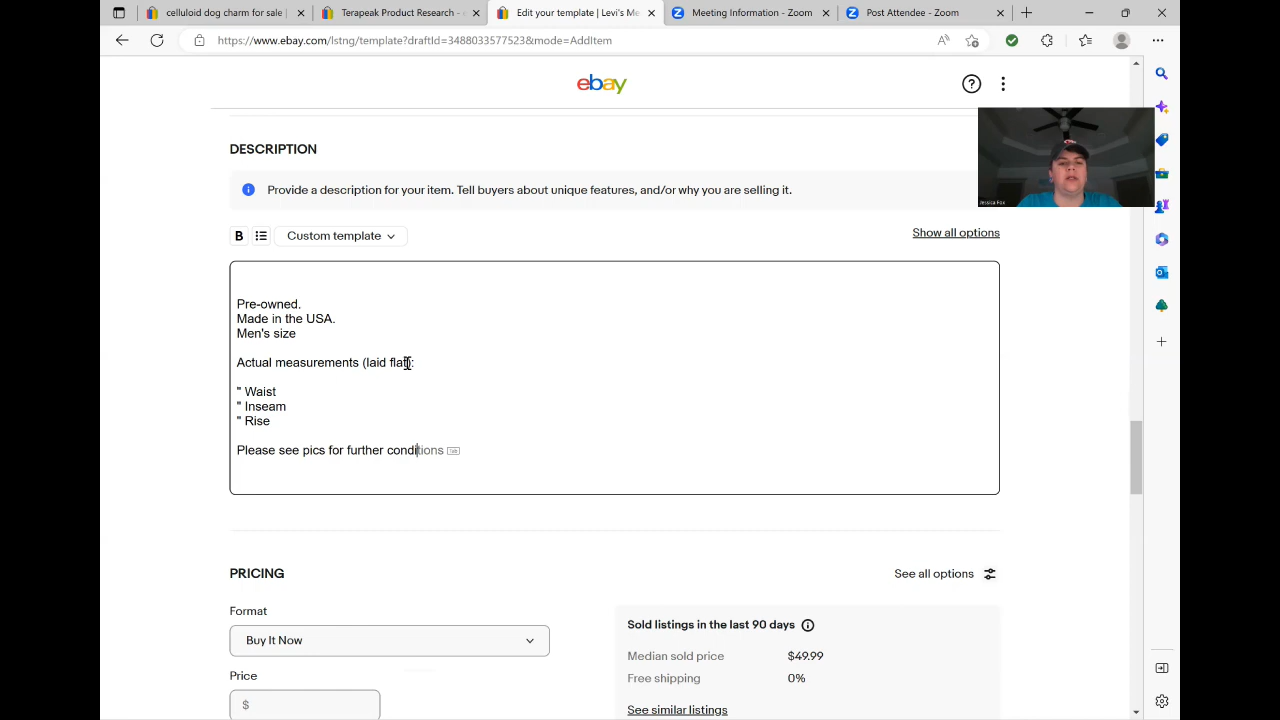 celluloid dog charm for sale |
Terapeak Product Research -
Edit your template | Levi's Me
Meeting Information - Zoom
Post Attendee - Zoom
https://www.ebay.com/lstng/template?draftId=3488033577523&mode=AddItem
ebay
DESCRIPTION
Provide a description for your item. Tell buyers about unique features, and/or why you are selling it.
Jessica Fox
B
Custom template
Show all options
Pre-owned.
Made in the USA.
Men's size
Actual measurements (laid flat):
" Waist
" Inseam
" Rise
Please see pics for further conditions Tab
PRICING
See all options
Format
Buy It Now
Price
$
Sold listings in the last 90 days
Median sold price $49.99
Free shipping 0%
See similar listings